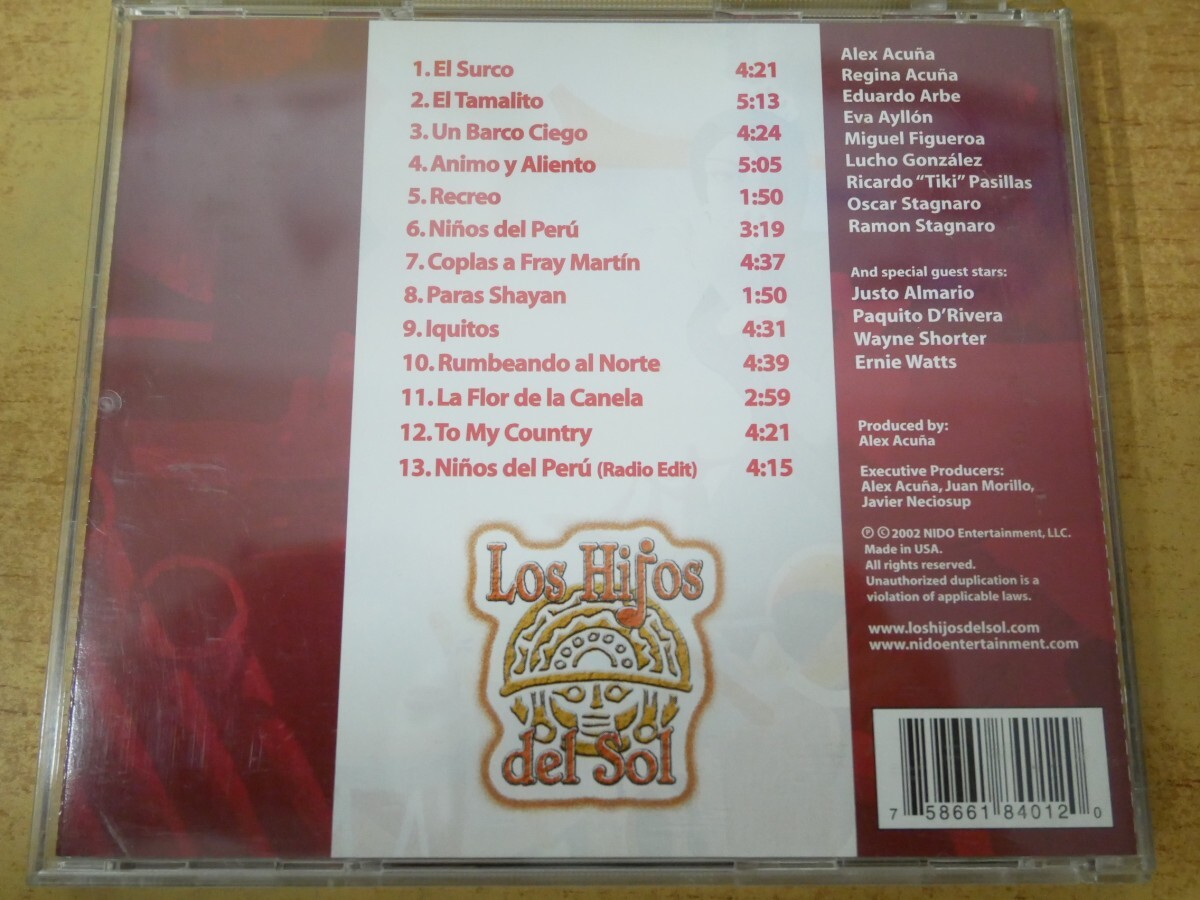 1. El Surco 4:21
2. El Tamalito 5:13
3. Un Barco Ciego 4:24
4. Animo y Aliento 5:05
5. Recreo 1:50
6. Niños del Perú 3:19
7. Coplas a Fray Martín 4:37
8. Paras Shayan 1:50
9. Iquitos 4:31
10. Rumbeando al Norte 4:39
11. La Flor de la Canela 2:59
12. To My Country 4:21
13. Niños del Perú (Radio Edit) 4:15
Los Hijos
del Sol
Alex Acuña
Regina Acuña
Eduardo Arbe
Eva Ayllón
Miguel Figueroa
Lucho González
Ricardo “Tiki” Pasillas
Oscar Stagnaro
Ramon Stagnaro
And special guest stars:
Justo Almario
Paquito D’Rivera
Wayne Shorter
Ernie Watts
Produced by:
Alex Acuña
Executive Producers:
Alex Acuña, Juan Morillo,
Javier Neciosup
℗ © 2002 NIDO Entertainment, LLC.
Made in USA.
All rights reserved.
Unauthorized duplication is a
violation of applicable laws.
www.loshijosdelsol.com
www.nidoentertainment.com
7 58661 84012 0